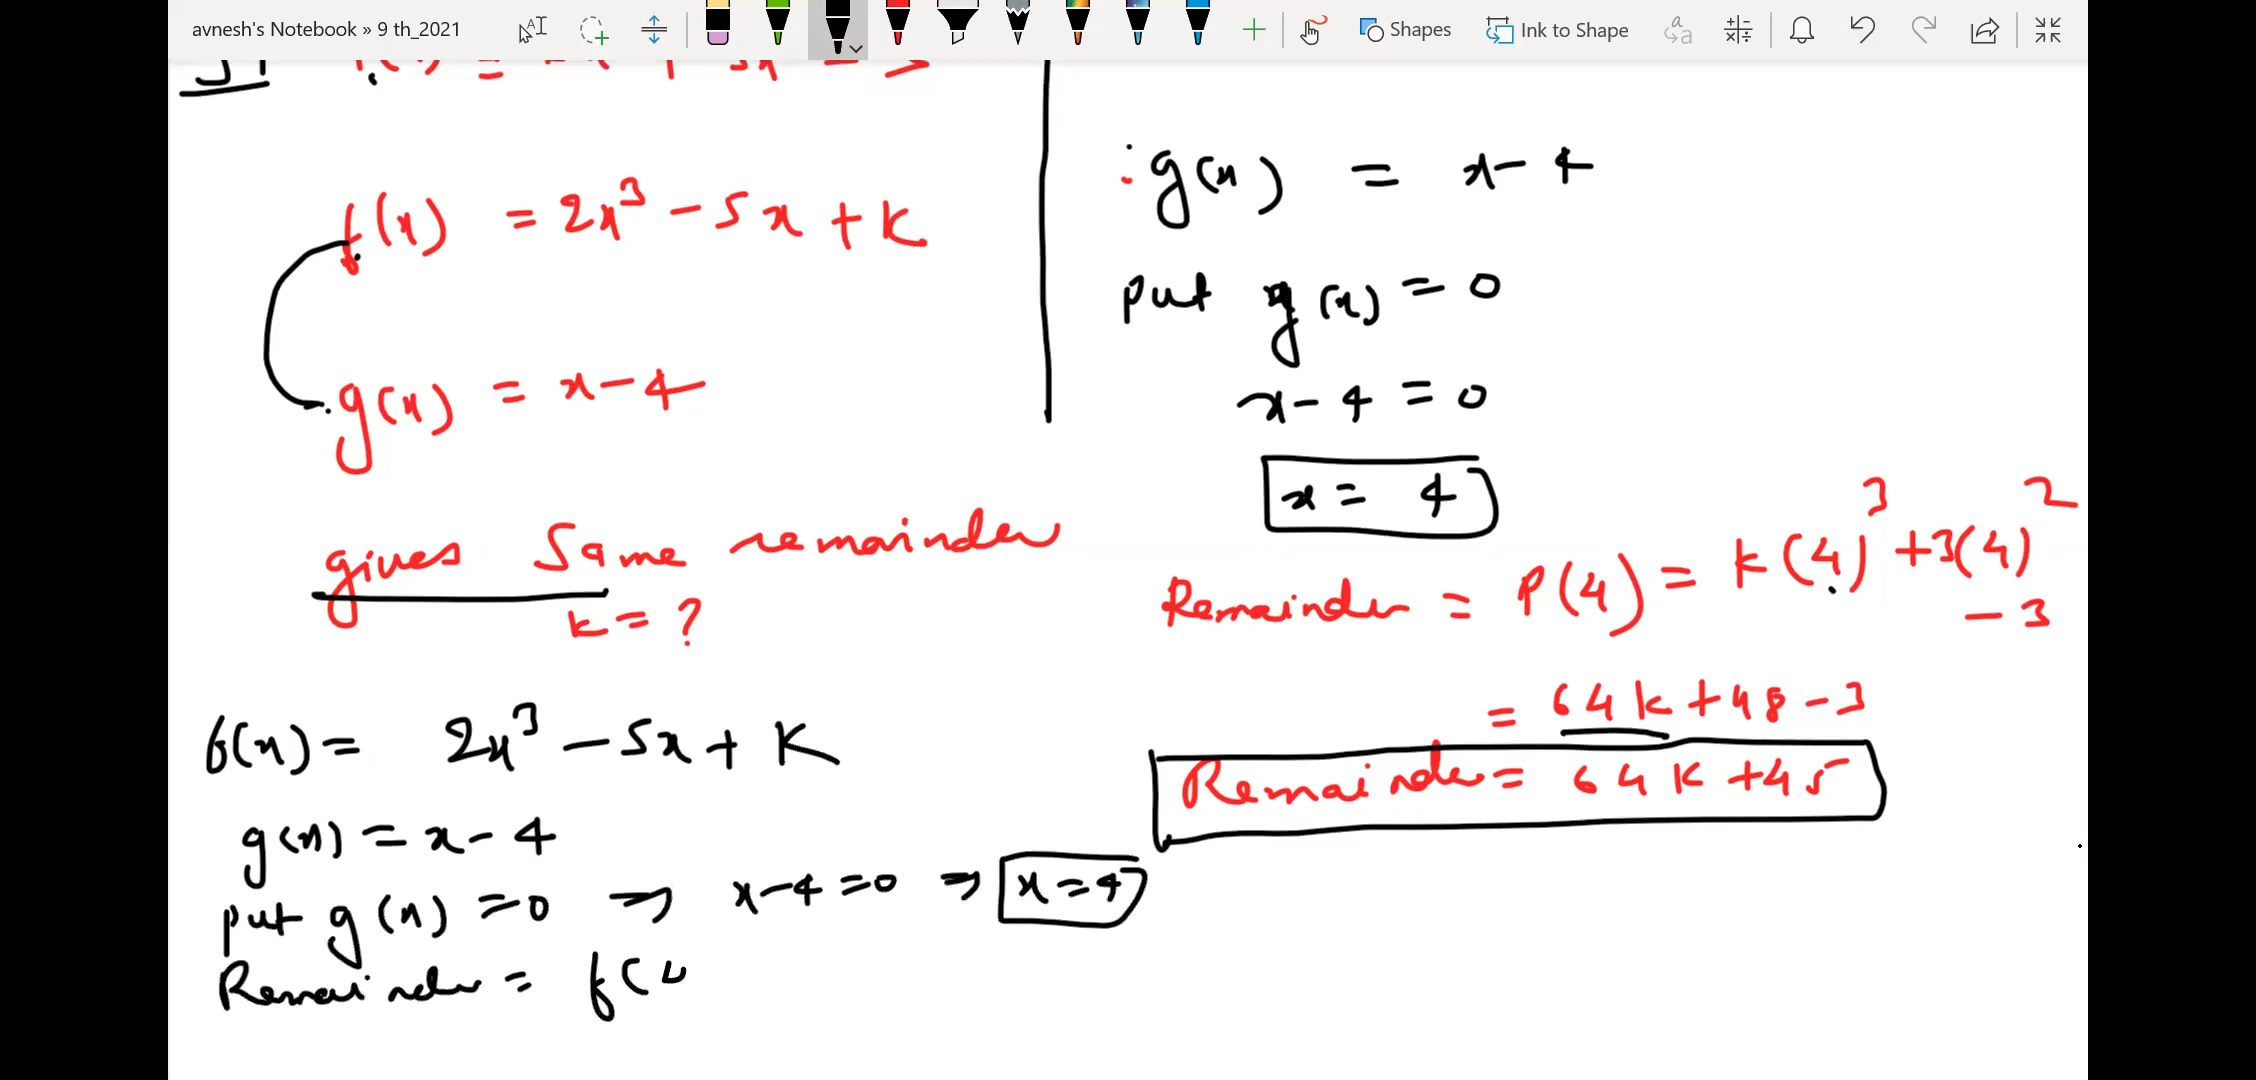 avnesh's Notebook » 9 th_2021
Shapes
Ink to Shape
f(x) = 2x³ - 5x + K
g(x) = x - 4
gives Same remainder
k = ?
f(x) = 2x³ - 5x + K
g(x) = x - 4
put g(x) = 0 ⇒ x - 4 = 0 ⇒ x = 4
Remainder = f(4
g(x) = x - 4
put g(x) = 0
x - 4 = 0
x = 4
Remainder = P(4) = K(4)³ + 3(4)²
- 3
= 64K + 48 - 3
Remainder = 64K + 45